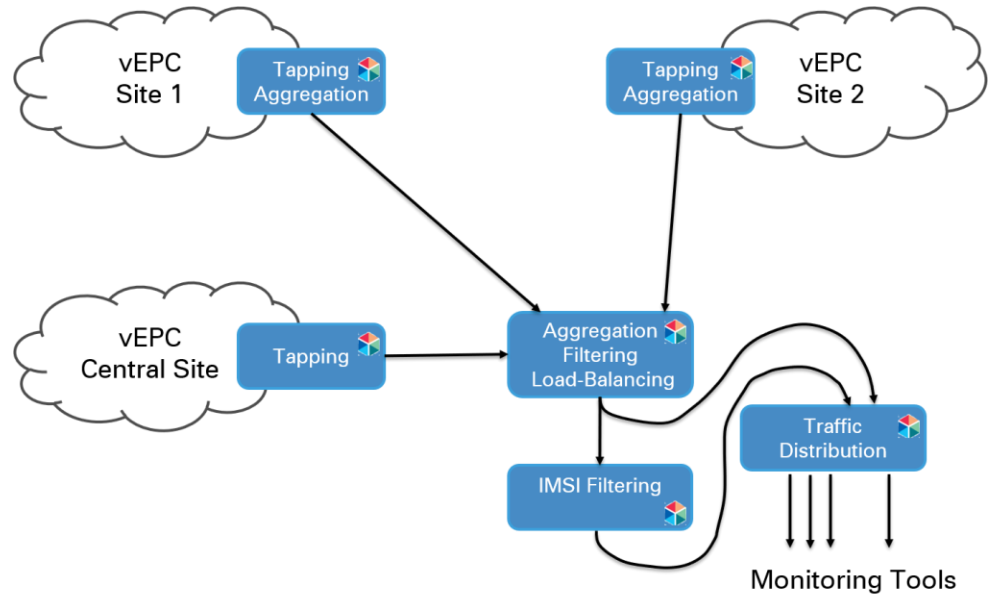 vEPC
Site 1
Tapping
Aggregation
Tapping
Aggregation
vEPC
Site 2
vEPC
Central Site
Tapping
Aggregation
Filtering
Load-Balancing
Traffic
Distribution
IMSI Filtering
Monitoring Tools